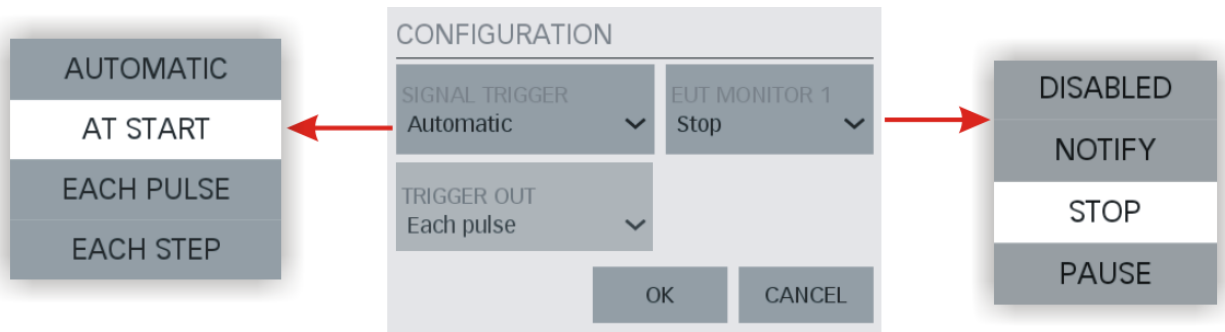 AUTOMATIC
AT START
EACH PULSE
EACH STEP
CONFIGURATION
SIGNAL TRIGGER
Automatic
EUT MONITOR 1
Stop
TRIGGER OUT
Each pulse
OK
CANCEL
DISABLED
NOTIFY
STOP
PAUSE